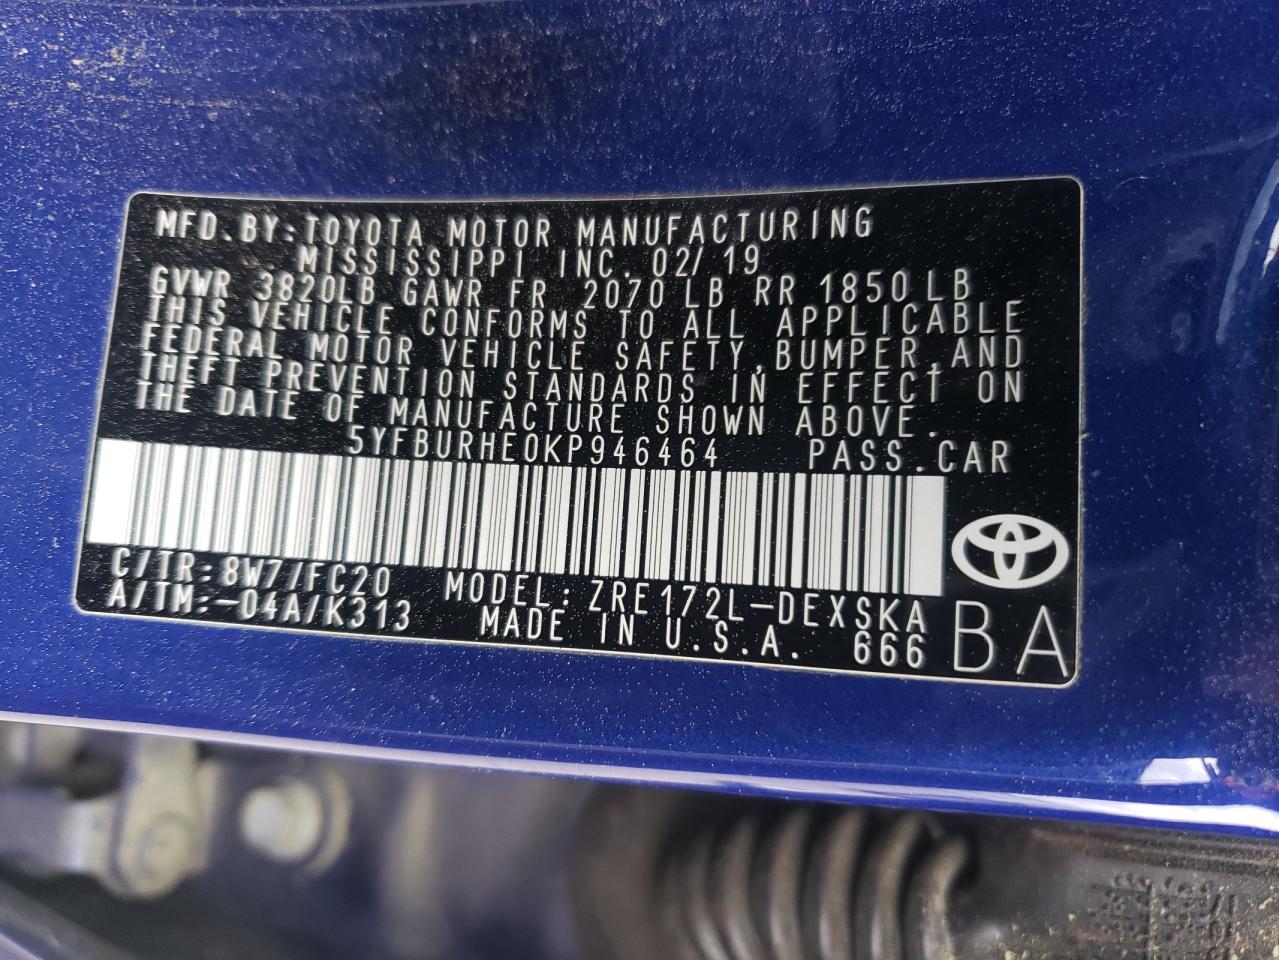 MFD.BY:TOYOTA MOTOR MANUFACTURING
MISSISSIPPI INC. 02/19
GVWR 3820LB GAWR FR 2070LB RR 1850LB
THIS VEHICLE CONFORMS TO ALL APPLICABLE
FEDERAL MOTOR VEHICLE SAFETY,BUMPER,AND
THEFT PREVENTION STANDARDS IN EFFECT ON
THE DATE OF MANUFACTURE SHOWN ABOVE.
5YFBURHE0KP946464 PASS.CAR
C/TR:8W7/FC20 MODEL:ZRE172L-DEXSKA
A/TM:-04A/K313 MADE IN U.S.A. 666
BA